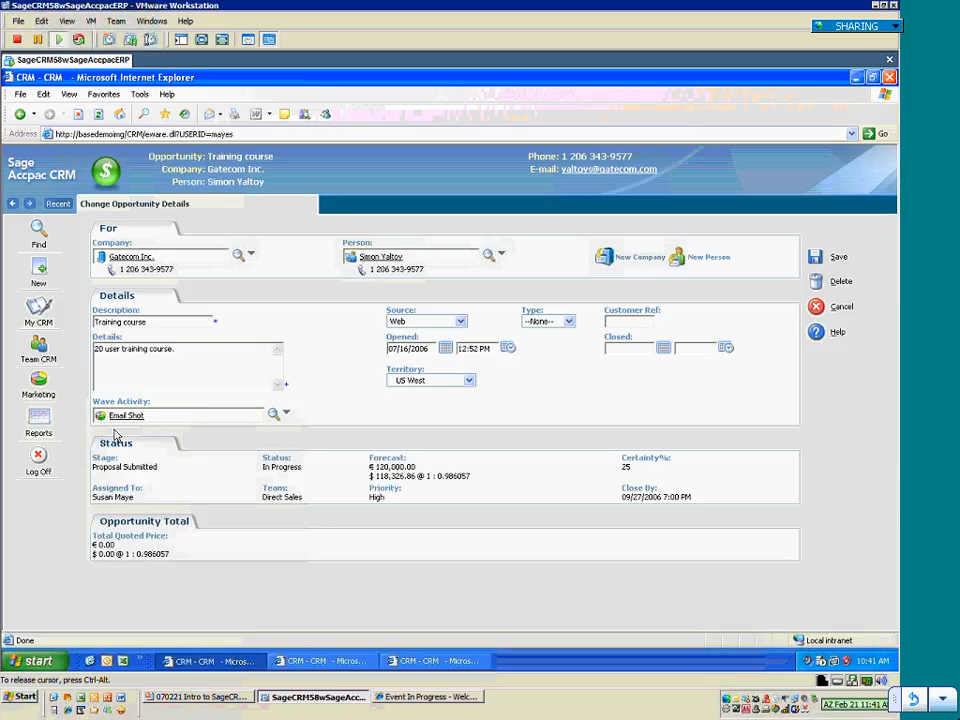 SageCRM58wSageAccpacERP - VMware Workstation
File Edit View VM Team Windows Help
SHARING
SageCRM58wSageAccpacERP
CRM - CRM - Microsoft Internet Explorer
File Edit View Favorites Tools Help
Address http://basedemoimg/CRM/eware.dll?USERID=mayes Go
Sage
Accpac CRM
Opportunity: Training course
Company: Gatecom Inc.
Person: Simon Yaltoy
Phone: 1 206 343-9577
E-mail: yaltoys@gatecom.com
Recent Change Opportunity Details
Find
New
My CRM
Team CRM
Marketing
Reports
Log Off
For
Company: Person:
Gatecom Inc. Simon Yaltoy New Company New Person
1 206 343-9577 1 206 343-9577
Save
Delete
Cancel
Help
Details
Description: Source: Type: Customer Ref:
Training course Web --None--
Details: Opened: Closed:
20 user training course. 07/16/2006 12:52 PM
Territory:
US West
Wave Activity:
Email Shot
Status
Stage: Status: Forecast: Certainty%:
Proposal Submitted In Progress € 120,000.00 25
$ 118,326.86 @ 1 : 0.986057
Assigned To: Team: Priority: Close By:
Susan Maye Direct Sales High 09/27/2006 7:00 PM
Opportunity Total
Total Quoted Price:
€ 0.00
$ 0.00 @ 1 : 0.986057
Done Local intranet
start CRM - CRM - Micros... CRM - CRM - Micros... CRM - CRM - Micros... 10:41 AM
To release cursor, press Ctrl-Alt.
Start 070221 Intro to SageCR... SageCRM58wSageAcc... Event In Progress - Welc... AZ Feb 21 11:41 A